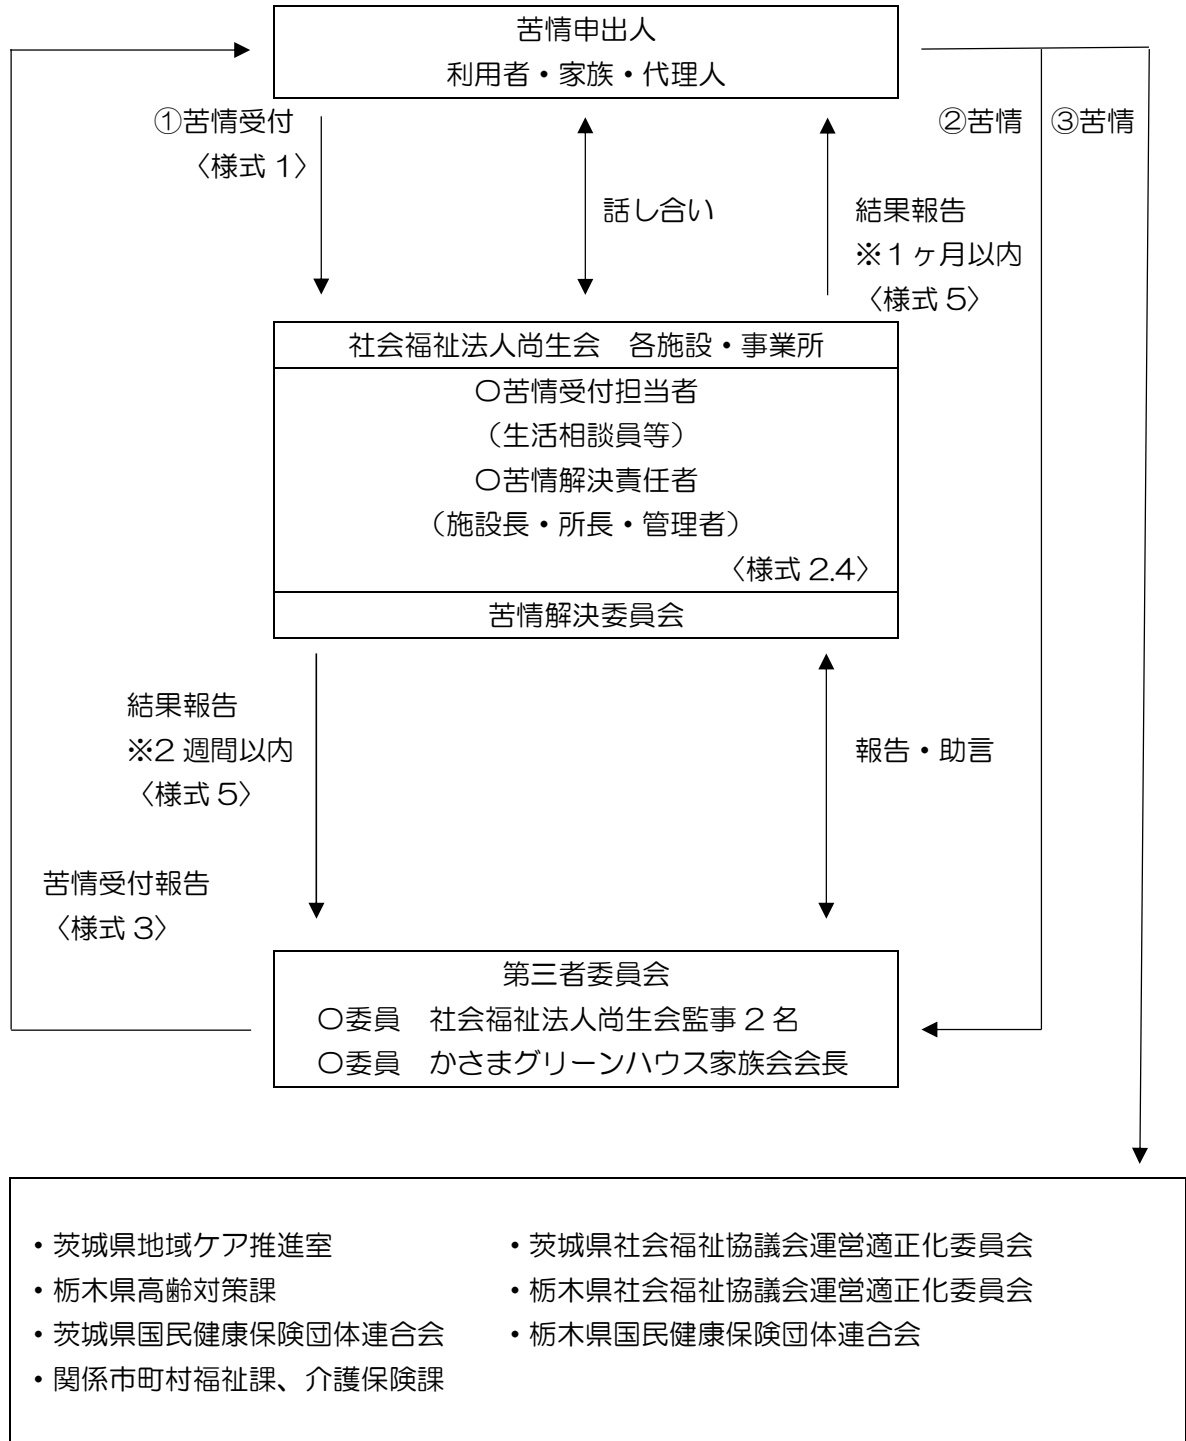 苦情申出人
利用者・家族・代理人
①苦情受付
〈様式 1〉
話し合い
結果報告
※1ヶ月以内
〈様式 5〉
②苦情
③苦情
社会福祉法人尚生会　各施設・事業所
〇苦情受付担当者
（生活相談員等）
〇苦情解決責任者
（施設長・所長・管理者）
〈様式 2.4〉
苦情解決委員会
結果報告
※2 週間以内
〈様式 5〉
報告・助言
苦情受付報告
〈様式 3〉
第三者委員会
〇委員　社会福祉法人尚生会監事 2 名
〇委員　かさまグリーンハウス家族会会長
・茨城県地域ケア推進室
・茨城県社会福祉協議会運営適正化委員会
・栃木県高齢対策課
・栃木県社会福祉協議会運営適正化委員会
・茨城県国民健康保険団体連合会
・栃木県国民健康保険団体連合会
・関係市町村福祉課、介護保険課